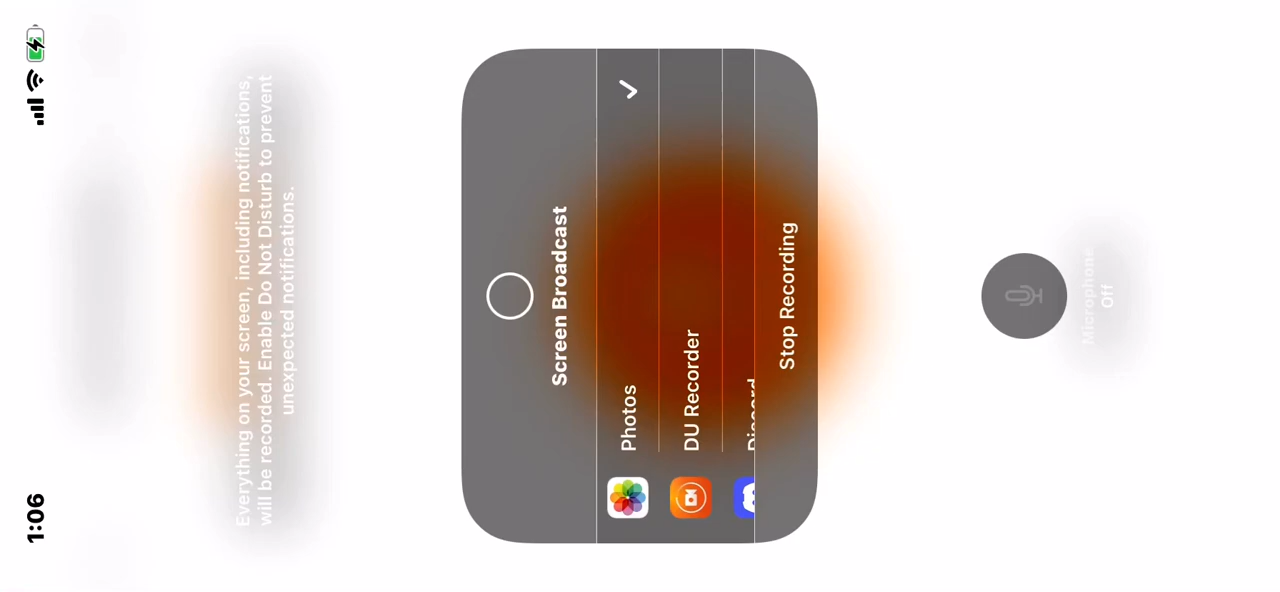 1:06
Everything on your screen, including notifications,
will be recorded. Enable Do Not Disturb to prevent
unexpected notifications.
Screen Broadcast
Photos
DU Recorder
Discord
Stop Recording
Microphone
Off